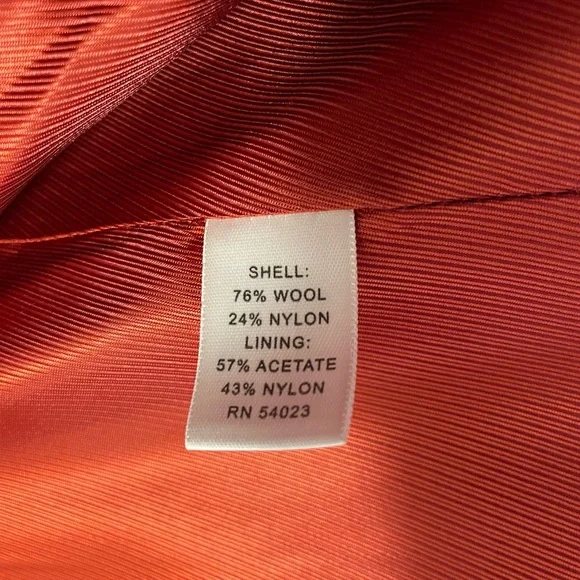 SHELL:
76% WOOL
24% NYLON
LINING:
57% ACETATE
43% NYLON
RN 54023